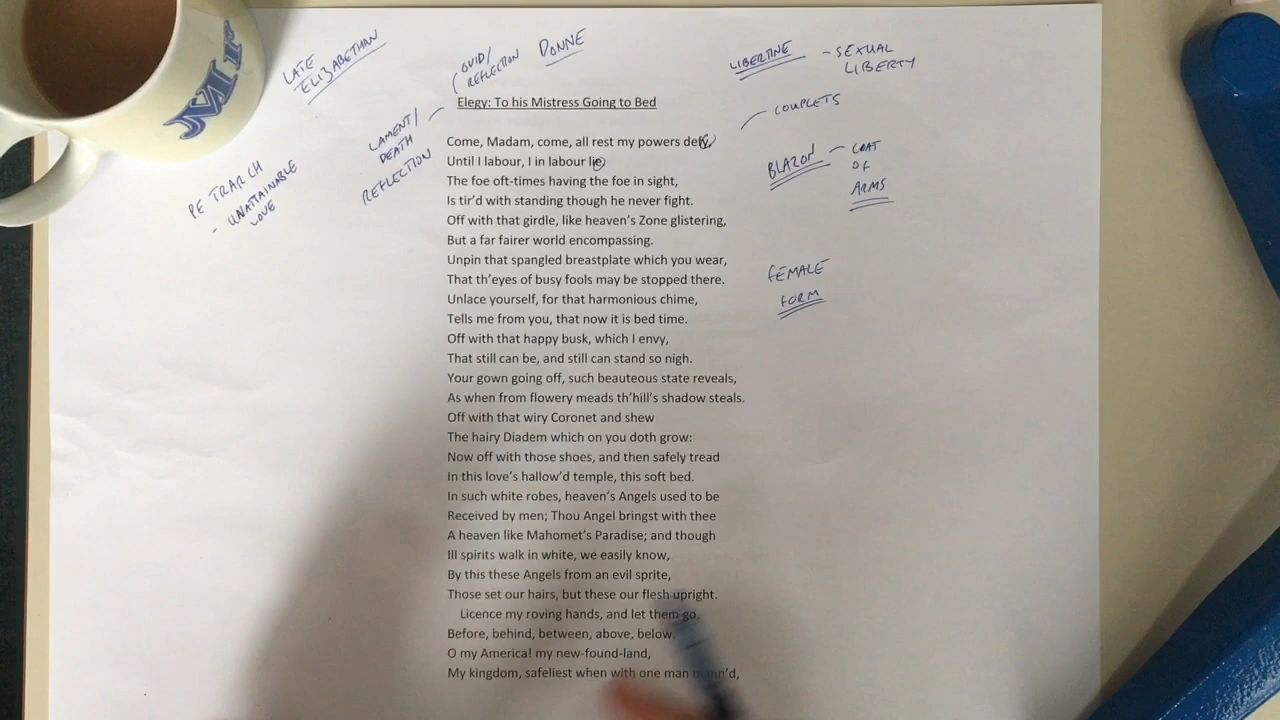 LATE
ELIZABETHAN
OVID/
REFLECTION
DONNE
LIBERTINE - SEXUAL
LIBERTY
COUPLETS
BLAZON - COAT
OF
ARMS
FEMALE
FORM
PETRARCH
- UNATTAINABLE
LOVE
LAMENT/
DEATH
REFLECTION
Elegy: To his Mistress Going to Bed
Come, Madam, come, all rest my powers defy,
Until I labour, I in labour lie.
The foe oft-times having the foe in sight,
Is tir'd with standing though he never fight.
Off with that girdle, like heaven's Zone glistering,
But a far fairer world encompassing.
Unpin that spangled breastplate which you wear,
That th'eyes of busy fools may be stopped there.
Unlace yourself, for that harmonious chime,
Tells me from you, that now it is bed time.
Off with that happy busk, which I envy,
That still can be, and still can stand so nigh.
Your gown going off, such beauteous state reveals,
As when from flowery meads th'hill's shadow steals.
Off with that wiry Coronet and shew
The hairy Diadem which on you doth grow:
Now off with those shoes, and then safely tread
In this love's hallow'd temple, this soft bed.
In such white robes, heaven's Angels used to be
Received by men; Thou Angel bringst with thee
A heaven like Mahomet's Paradise; and though
Ill spirits walk in white, we easily know,
By this these Angels from an evil sprite,
Those set our hairs, but these our flesh upright.
Licence my roving hands, and let them go,
Before, behind, between, above, below.
O my America! my new-found-land,
My kingdom, safeliest when with one man mann'd,